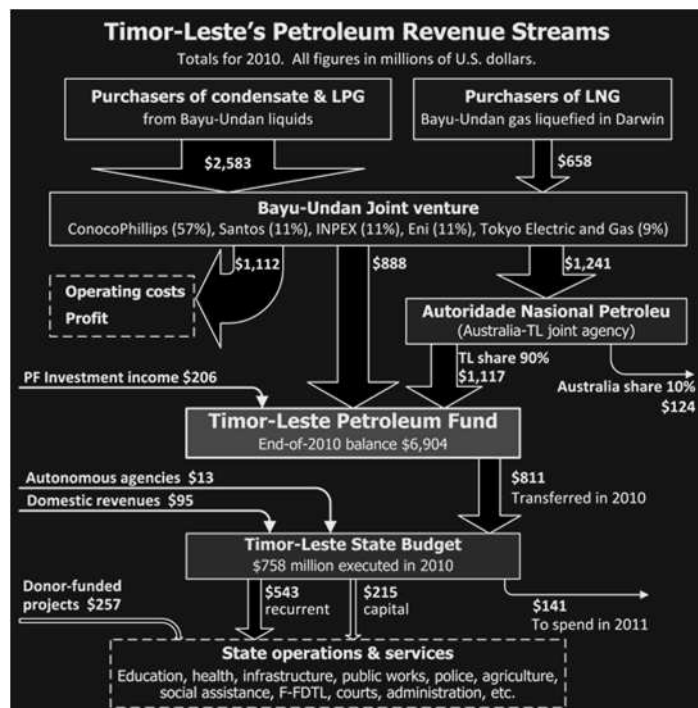 Timor-Leste's Petroleum Revenue Streams
Totals for 2010. All figures in millions of U.S. dollars.
Purchasers of condensate & LPG
from Bayu-Undan liquids
Purchasers of LNG
Bayu-Undan gas liquefied in Darwin
$2,583
$658
Bayu-Undan Joint venture
ConocoPhillips (57%), Santos (11%), INPEX (11%), Eni (11%), Tokyo Electric and Gas (9%)
$1,112
$888
$1,241
Operating costs
Profit
Autoridade Nasional Petroleu
(Australia-TL joint agency)
TL share 90%
$1,117
Australia share 10%
$124
PF Investment income $206
Timor-Leste Petroleum Fund
End-of-2010 balance $6,904
Autonomous agencies $13
Domestic revenues $95
$811
Transferred in 2010
Timor-Leste State Budget
$758 million executed in 2010
Donor-funded
projects $257
$543
recurrent
$215
capital
$141
To spend in 2011
State operations & services
Education, health, infrastructure, public works, police, agriculture,
social assistance, F-FDTL, courts, administration, etc.